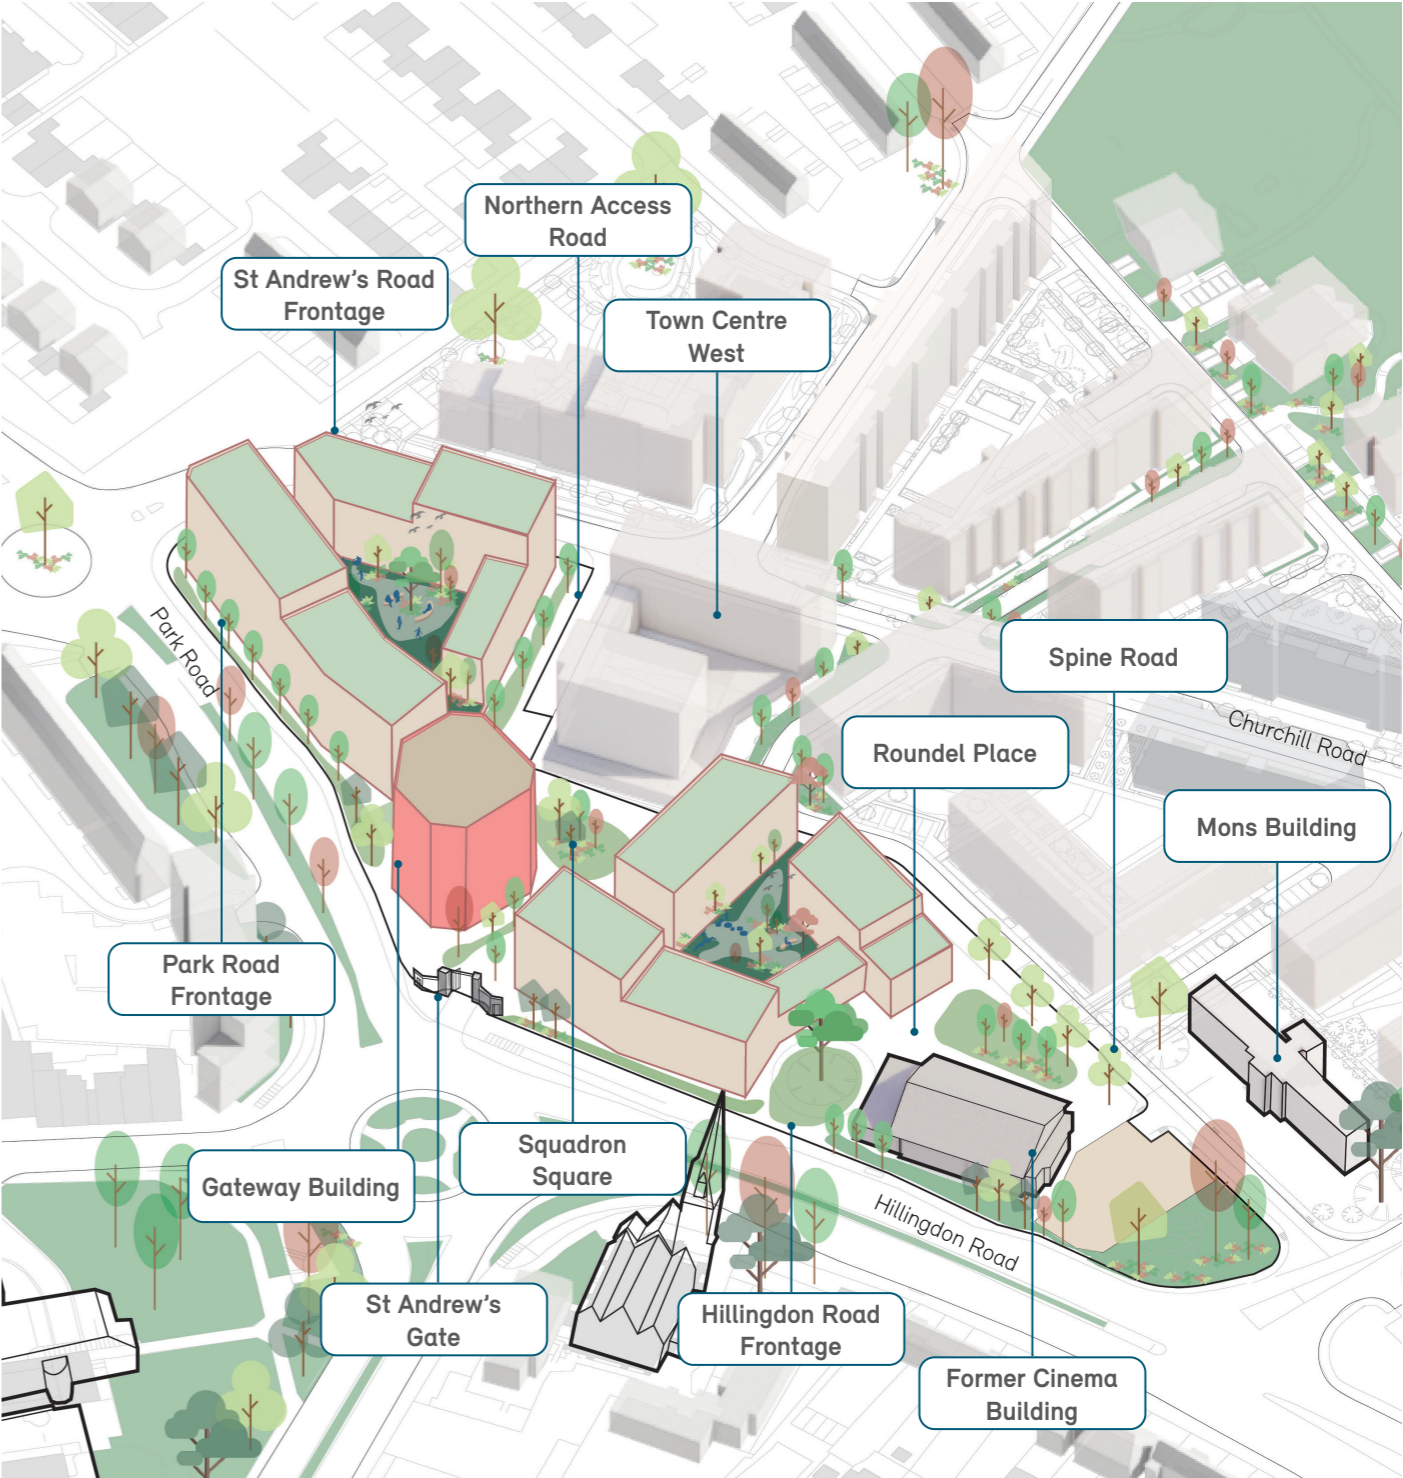 Northern Access
Road
St Andrew's Road
Frontage
Town Centre
West
Park Road
Spine Road
Churchill Road
Roundel Place
Mons Building
Park Road
Frontage
Squadron
Square
Gateway Building
Hillingdon Road
St Andrew's
Gate
Hillingdon Road
Frontage
Former Cinema
Building